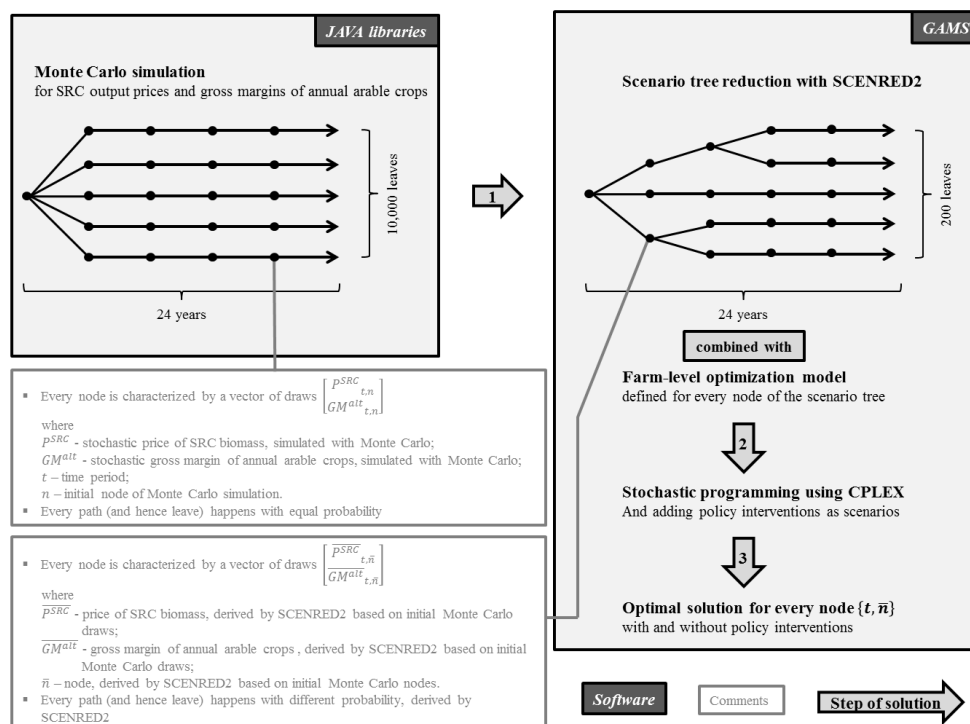 JAVA libraries
Monte Carlo simulation
for SRC output prices and gross margins of annual arable crops
10,000 leaves
24 years
1
GAMS
Scenario tree reduction with SCENRED2
200 leaves
24 years
combined with
Farm-level optimization model
defined for every node of the scenario tree
2
Stochastic programming using CPLEX
And adding policy interventions as scenarios
3
Optimal solution for every node {t, n̄}
with and without policy interventions
▪ Every node is characterized by a vector of draws [P^SRC_t,n
GM^alt_t,n]
where
P^SRC - stochastic price of SRC biomass, simulated with Monte Carlo;
GM^alt - stochastic gross margin of annual arable crops, simulated with Monte Carlo;
t – time period;
n – initial node of Monte Carlo simulation.
▪ Every path (and hence leave) happens with equal probability
▪ Every node is characterized by a vector of draws [P̅^SRC_t,n̄
G̅M̅^alt_t,n̄]
where
P̅^SRC - price of SRC biomass, derived by SCENRED2 based on initial Monte Carlo
draws;
G̅M̅^alt - gross margin of annual arable crops , derived by SCENRED2 based on initial
Monte Carlo draws;
n̄ – node, derived by SCENRED2 based on initial Monte Carlo nodes.
▪ Every path (and hence leave) happens with different probability, derived by
SCENRED2
Software
Comments
Step of solution